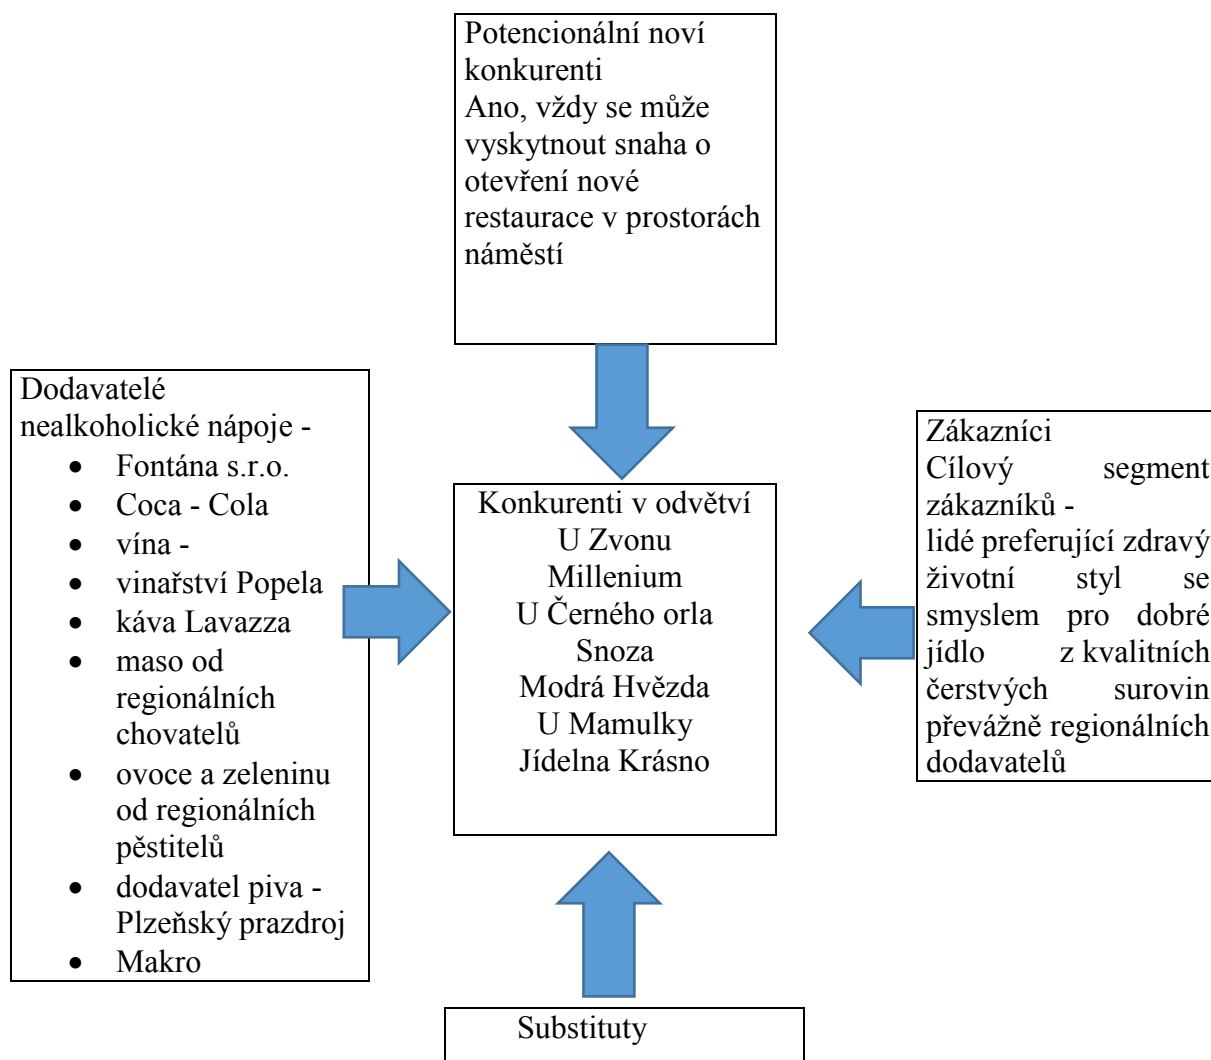 Potencionální noví
konkurenti
Ano, vždy se může
vyskytnout snaha o
otevření nové
restaurace v prostorách
náměstí
Dodavatelé
nealkoholické nápoje -
• Fontána s.r.o.
• Coca - Cola
• vína -
• vinařství Popela
• káva Lavazza
• maso od
regionálních
chovatelů
• ovoce a zeleninu
od regionálních
pěstitelů
• dodavatel piva -
Plzeňský prazdroj
• Makro
Konkurenti v odvětví
U Zvonu
Millenium
U Černého orla
Snoza
Modrá Hvězda
U Mamulky
Jídelna Krásno
Zákazníci
Cílový segment
zákazníků -
lidé preferující zdravý
životní styl se
smyslem pro dobré
jídlo z kvalitních
čerstvých surovin
převážně regionálních
dodavatelů
Substituty